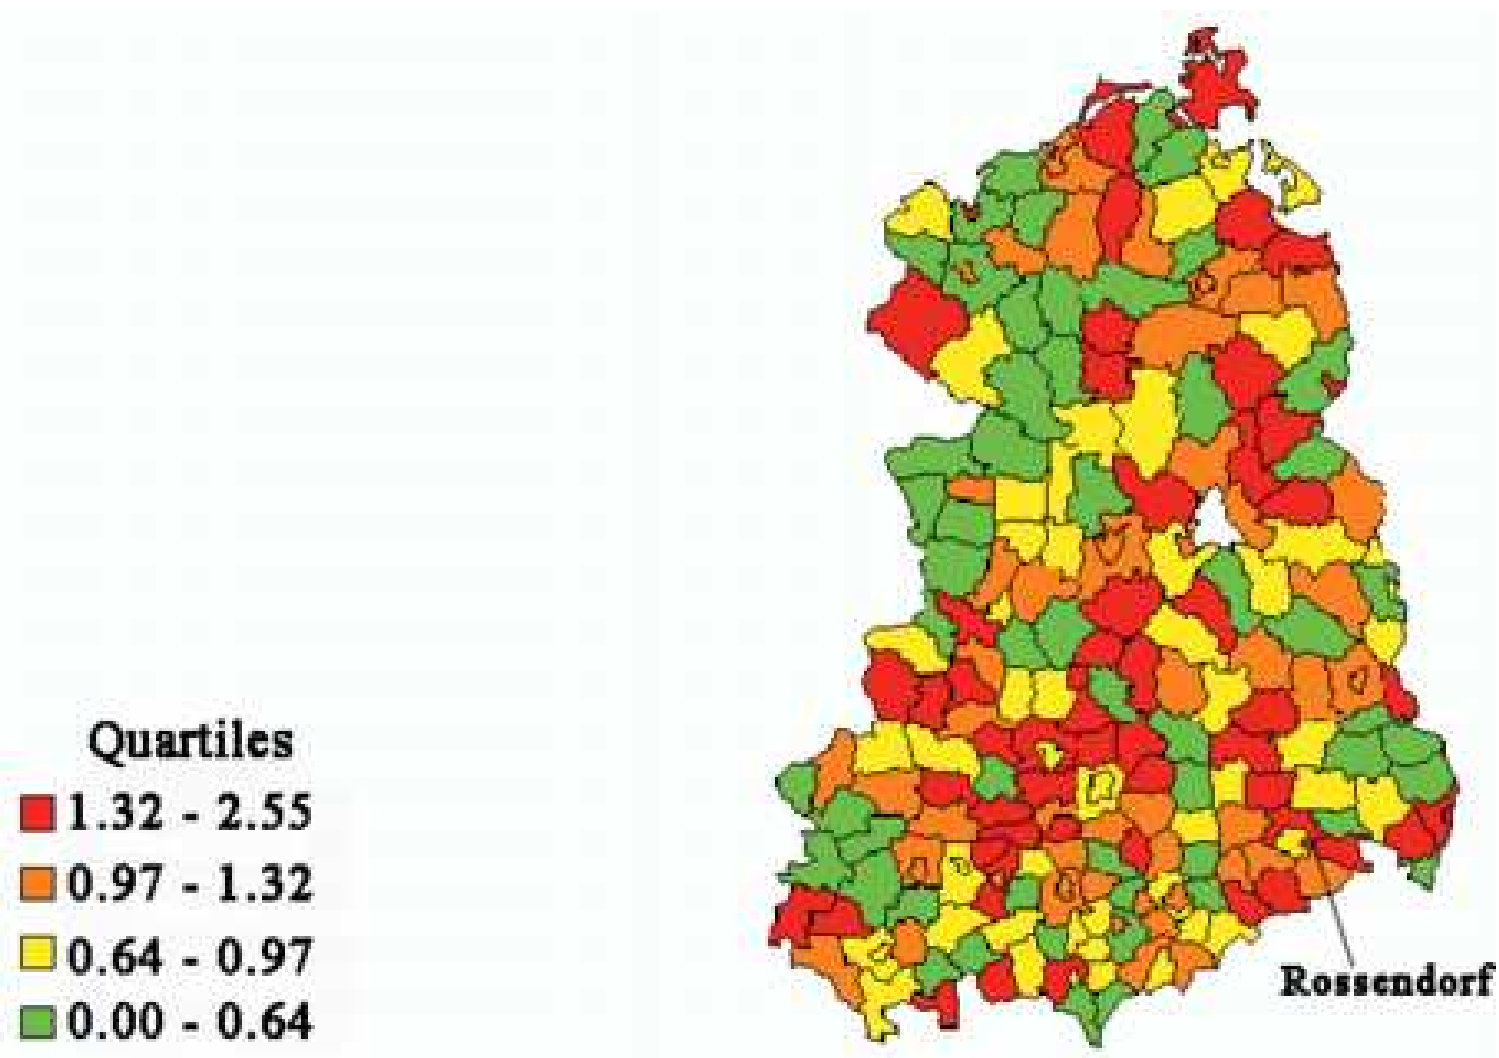 Quartiles
1.32 - 2.55
0.97 - 1.32
0.64 - 0.97
0.00 - 0.64
Rossendorf